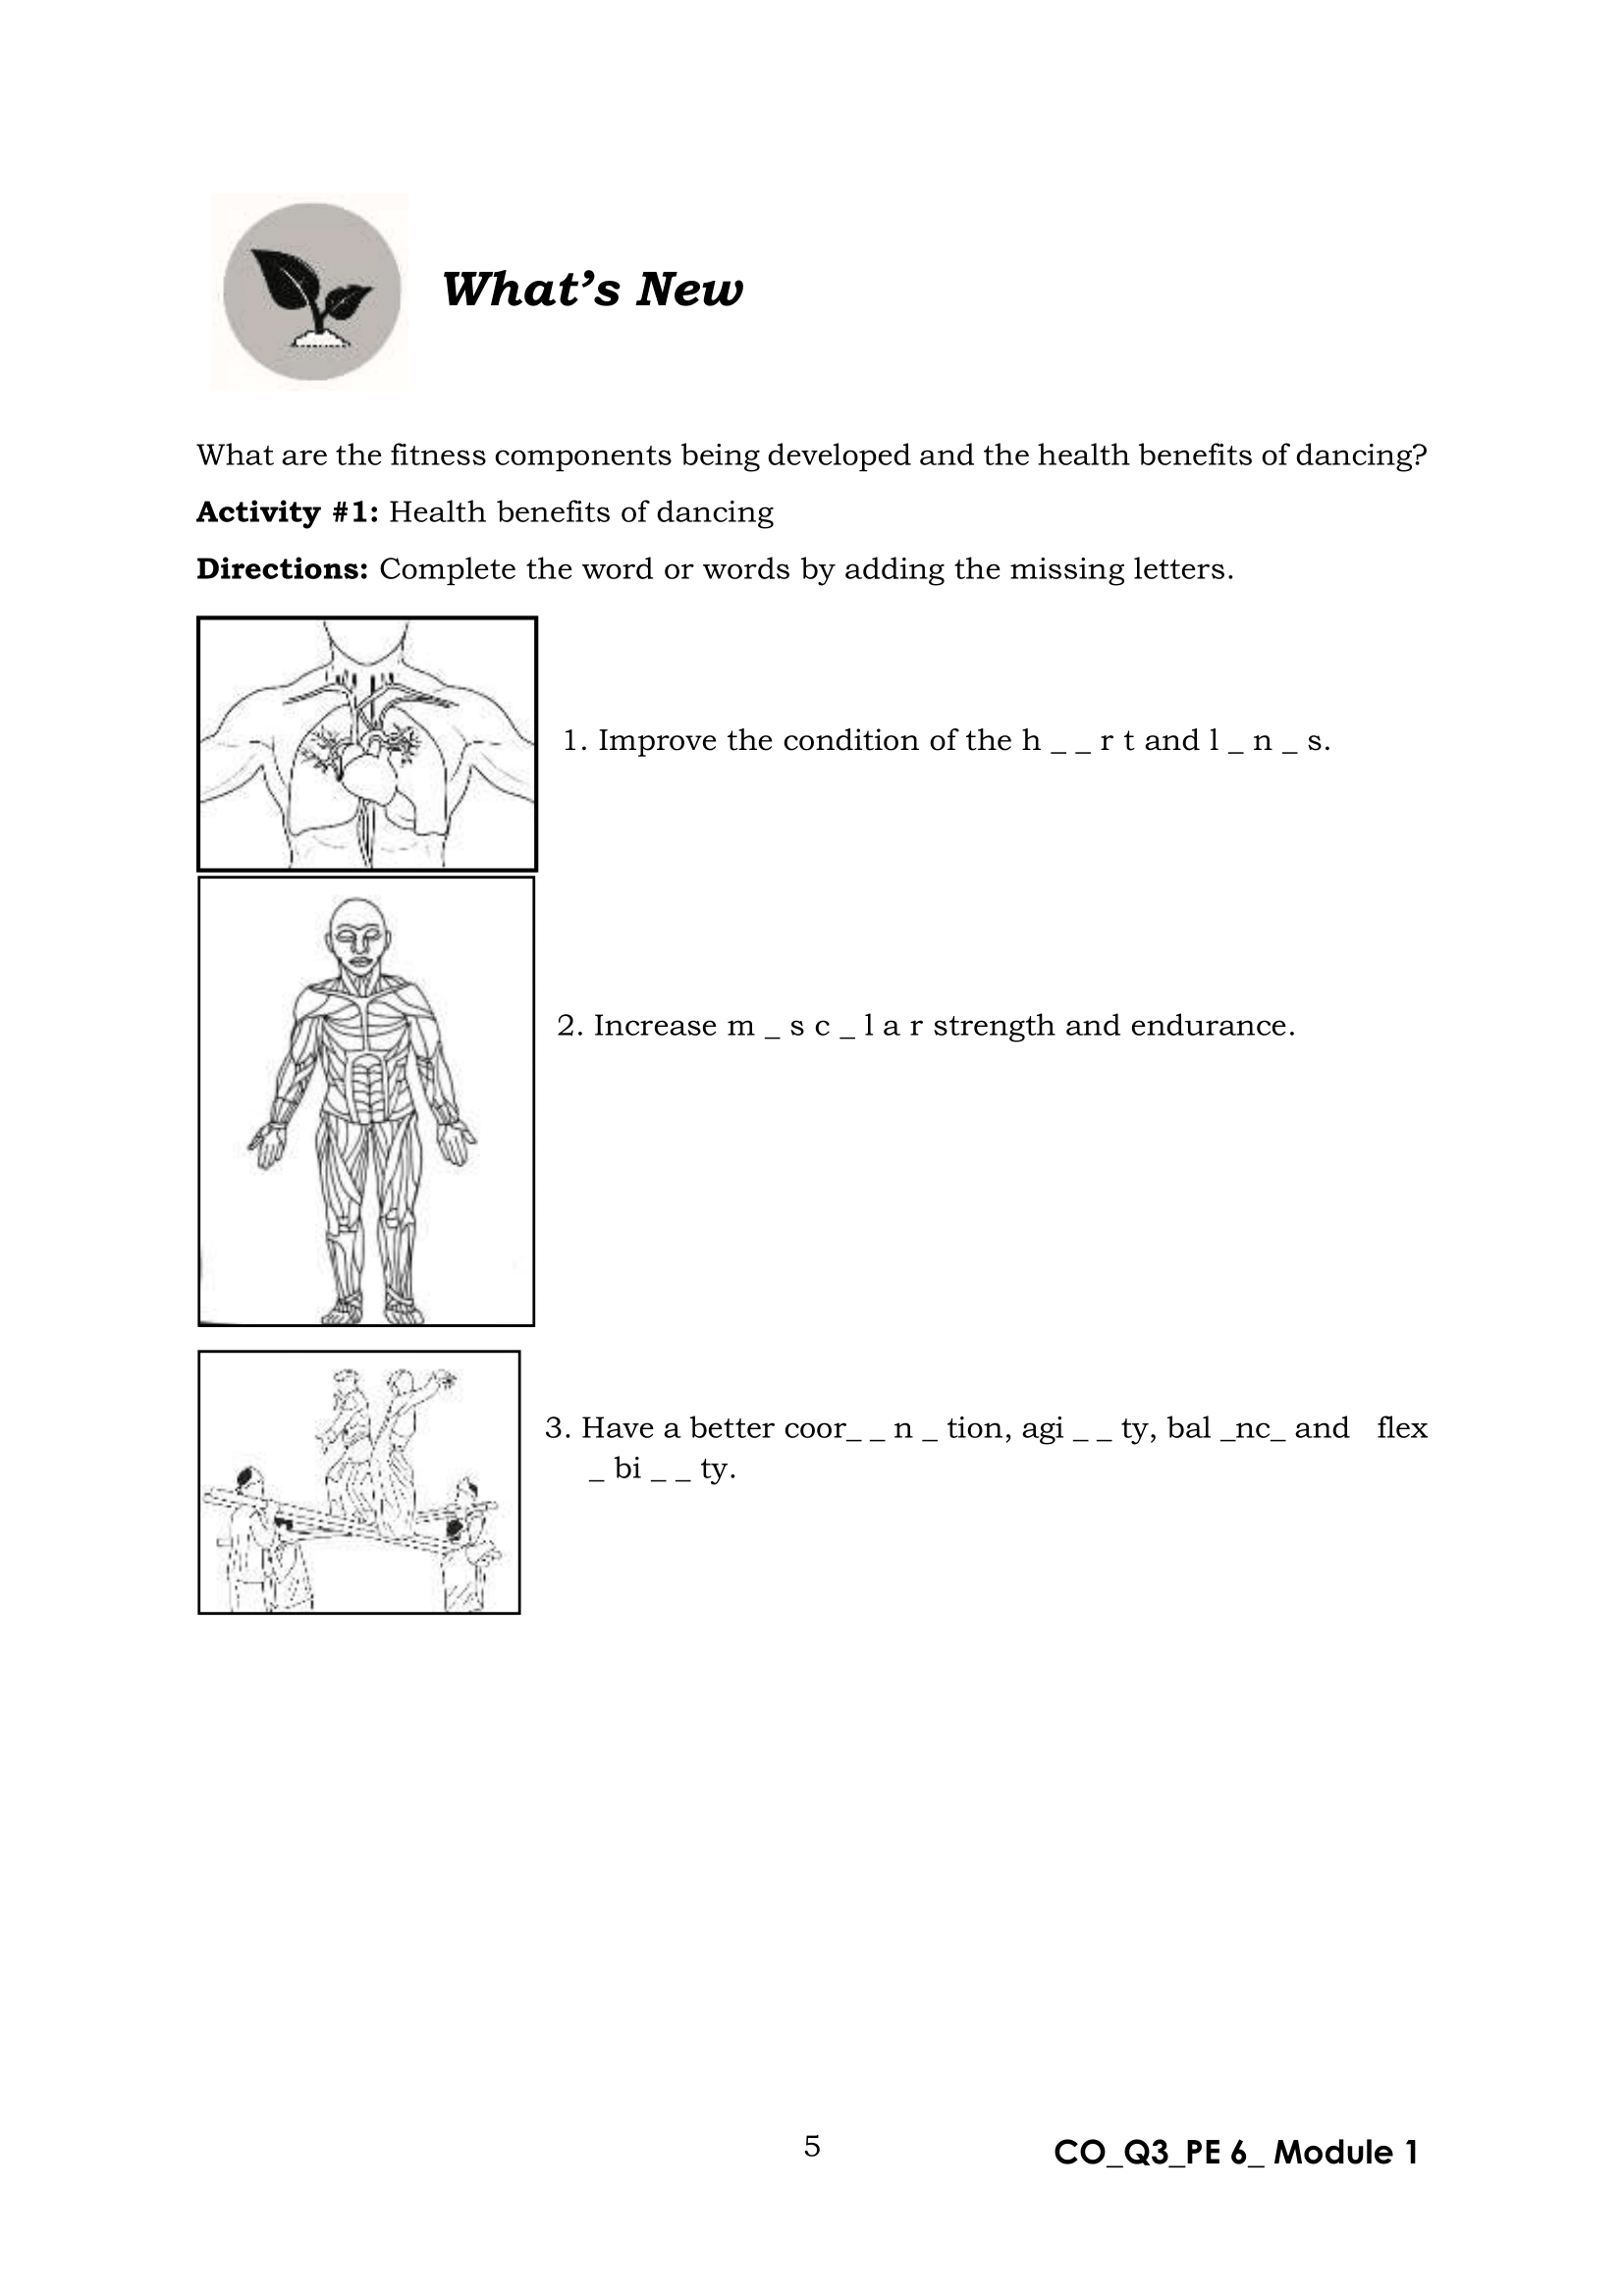 What's New
What are the fitness components being developed and the health benefits of dancing?
Activity #1: Health benefits of dancing
Directions: Complete the word or words by adding the missing letters.
1. Improve the condition of the h _ _ r t and l _ n _ s.
2. Increase m _ s c _ l a r strength and endurance.
3. Have a better coor_ _ n _ tion, agi _ _ ty, bal _nc_ and flex
_ bi _ _ ty.
5
CO_Q3_PE 6_ Module 1